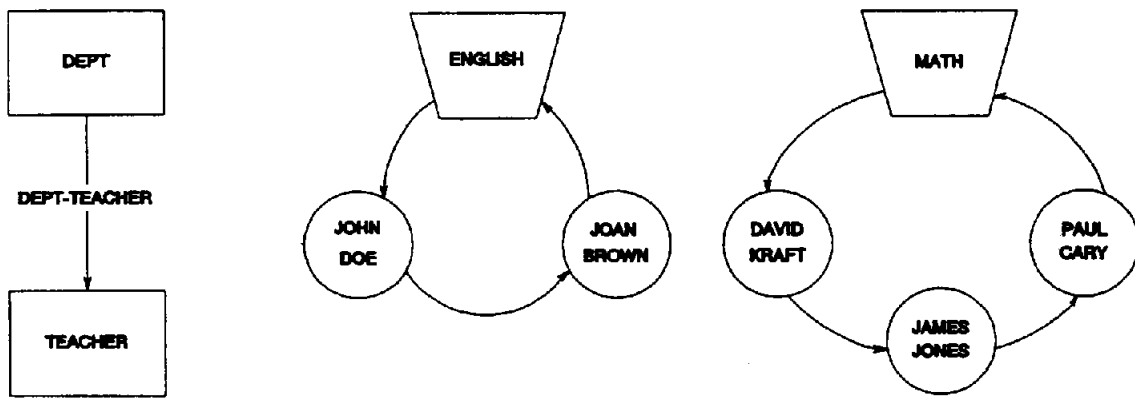 DEPT
DEPT-TEACHER
TEACHER
ENGLISH
JOHN
DOE
JOAN
BROWN
MATH
DAVID
KRAFT
JAMES
JONES
PAUL
CARY